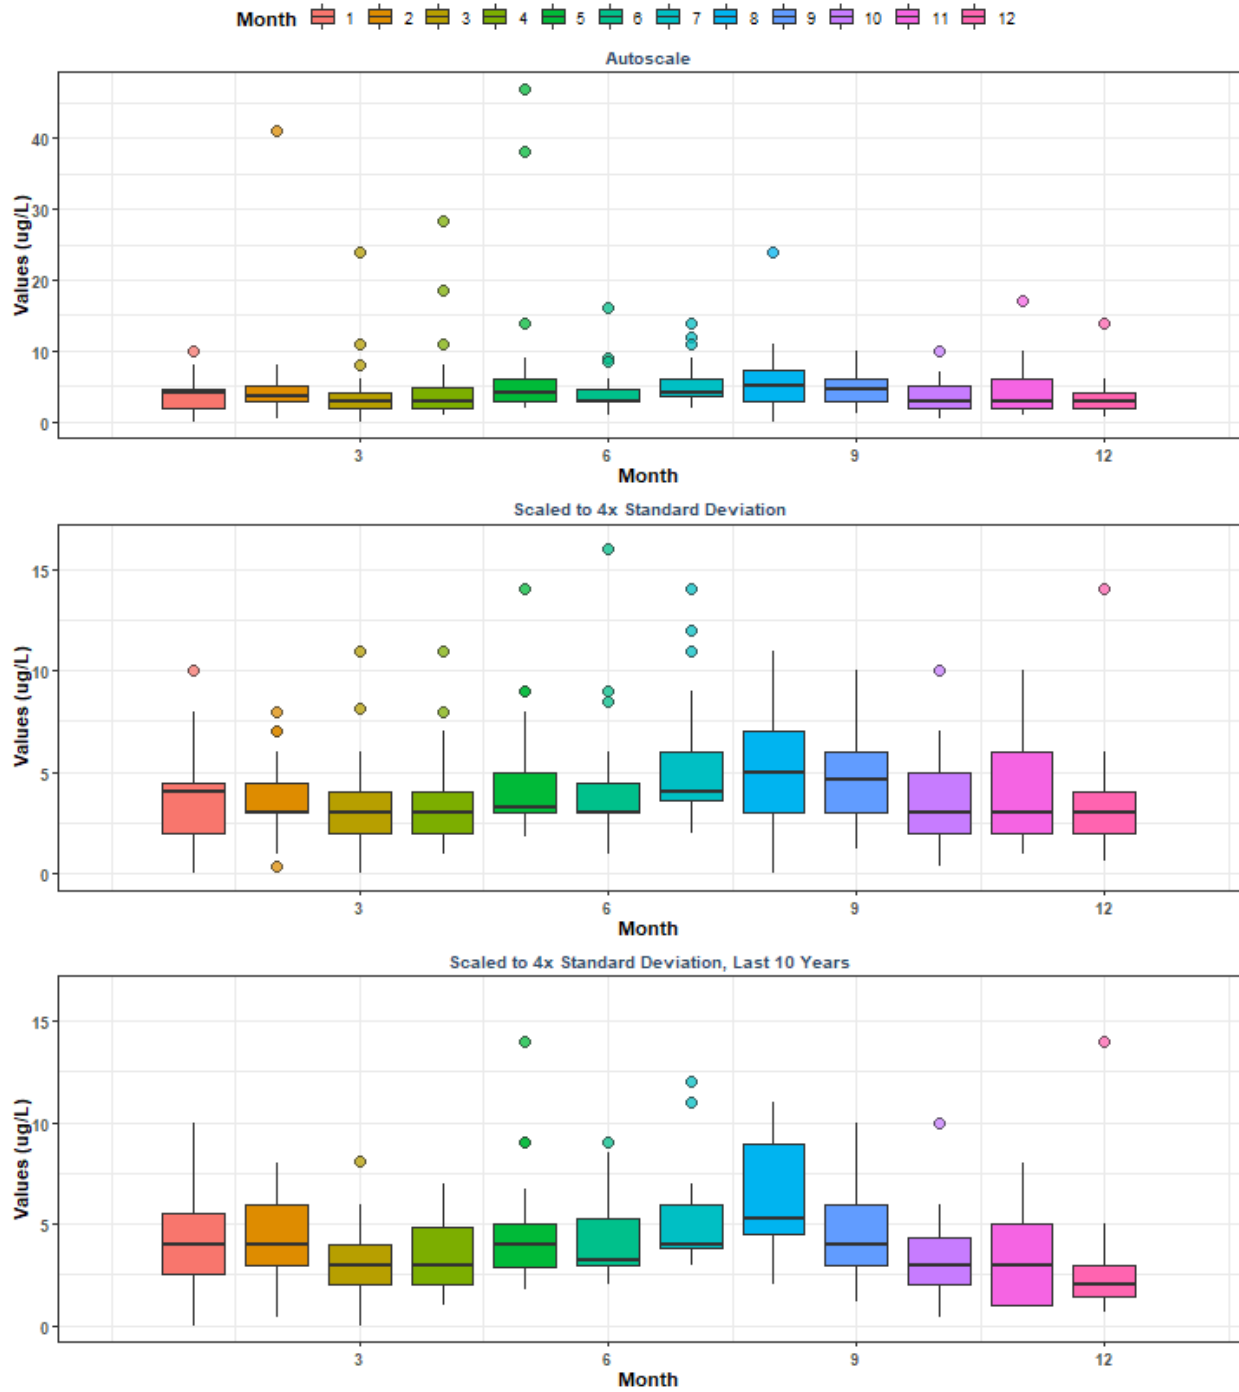 Month 1 2 3 4 5 6 7 8 9 10 11 12
Autoscale
Values (ug/L)
40
30
20
10
0
3 6 9 12
Month
Scaled to 4x Standard Deviation
Values (ug/L)
15
10
5
0
3 6 9 12
Month
Scaled to 4x Standard Deviation, Last 10 Years
Values (ug/L)
15
10
5
0
3 6 9 12
Month